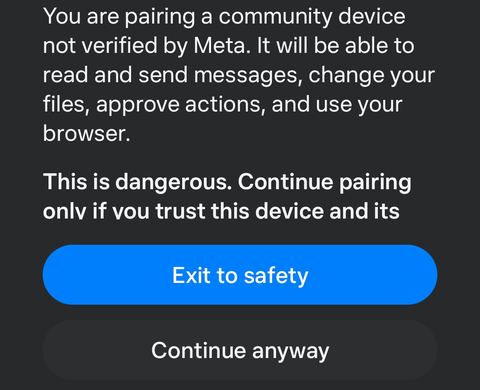 You are pairing a community device
not verified by Meta. It will be able to
read and send messages, change your
files, approve actions, and use your
browser.
This is dangerous. Continue pairing
only if you trust this device and its
Exit to safety
Continue anyway